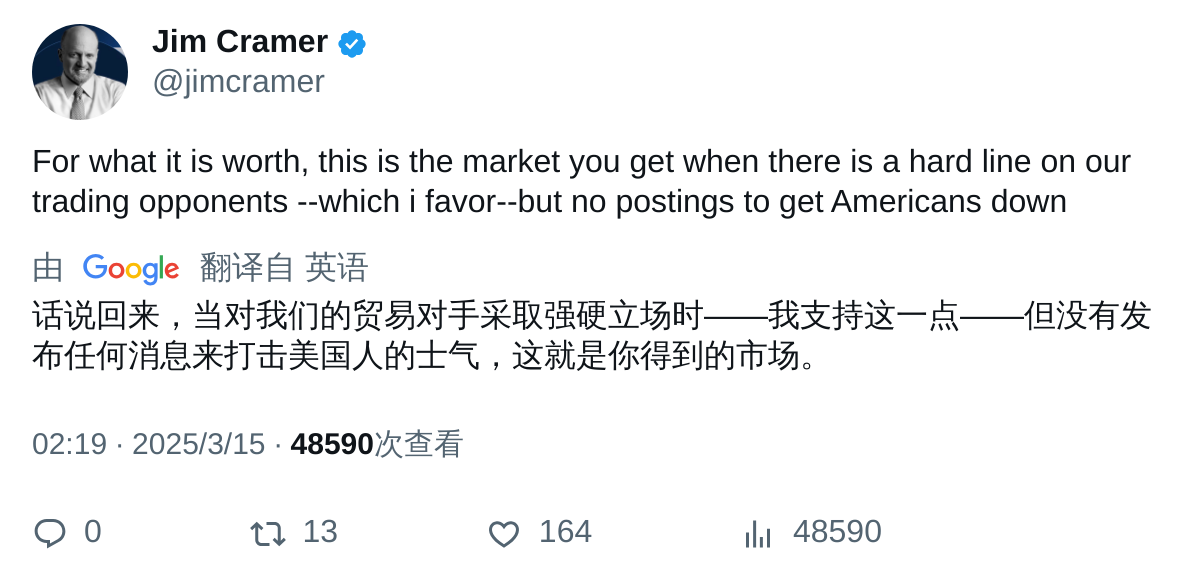 Jim Cramer
@jimcramer
For what it is worth, this is the market you get when there is a hard line on our
trading opponents --which i favor--but no postings to get Americans down
由 Google 翻译自 英语
话说回来，当对我们的贸易对手采取强硬立场时——我支持这一点——但没有发
布任何消息来打击美国人的士气，这就是你得到的市场。
02:19 · 2025/3/15 · 48590次查看
0 13 164 48590